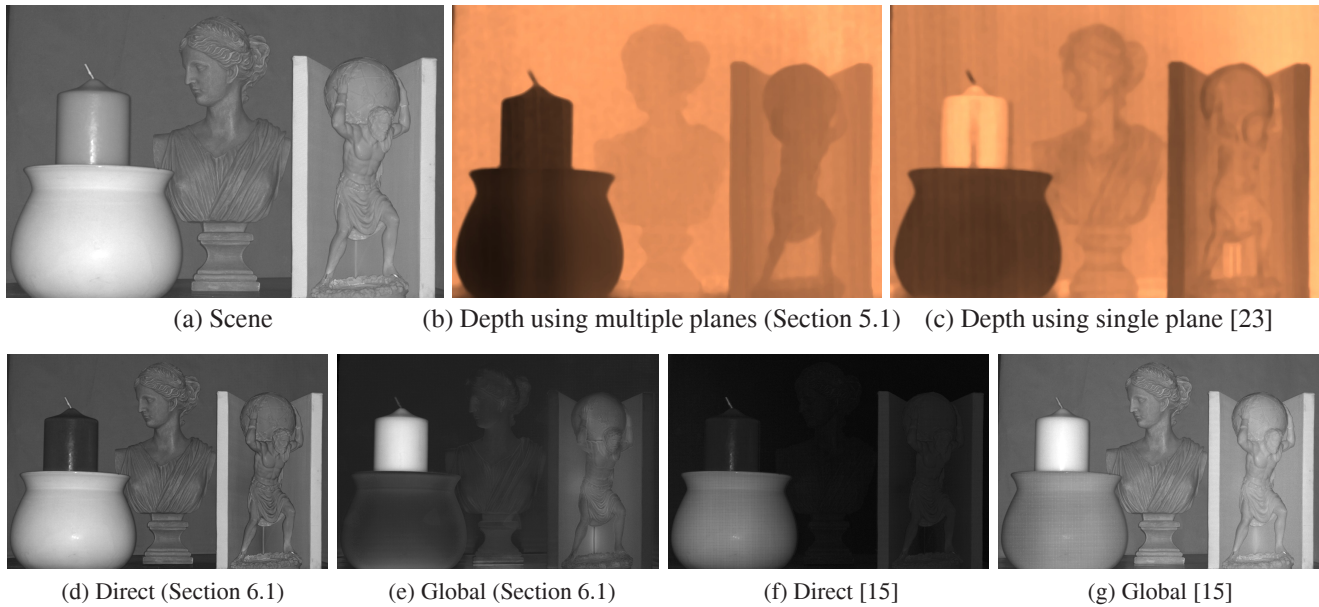 (a) Scene
(b) Depth using multiple planes (Section 5.1)
(c) Depth using single plane [23]
(d) Direct (Section 6.1)
(e) Global (Section 6.1)
(f) Direct [15]
(g) Global [15]